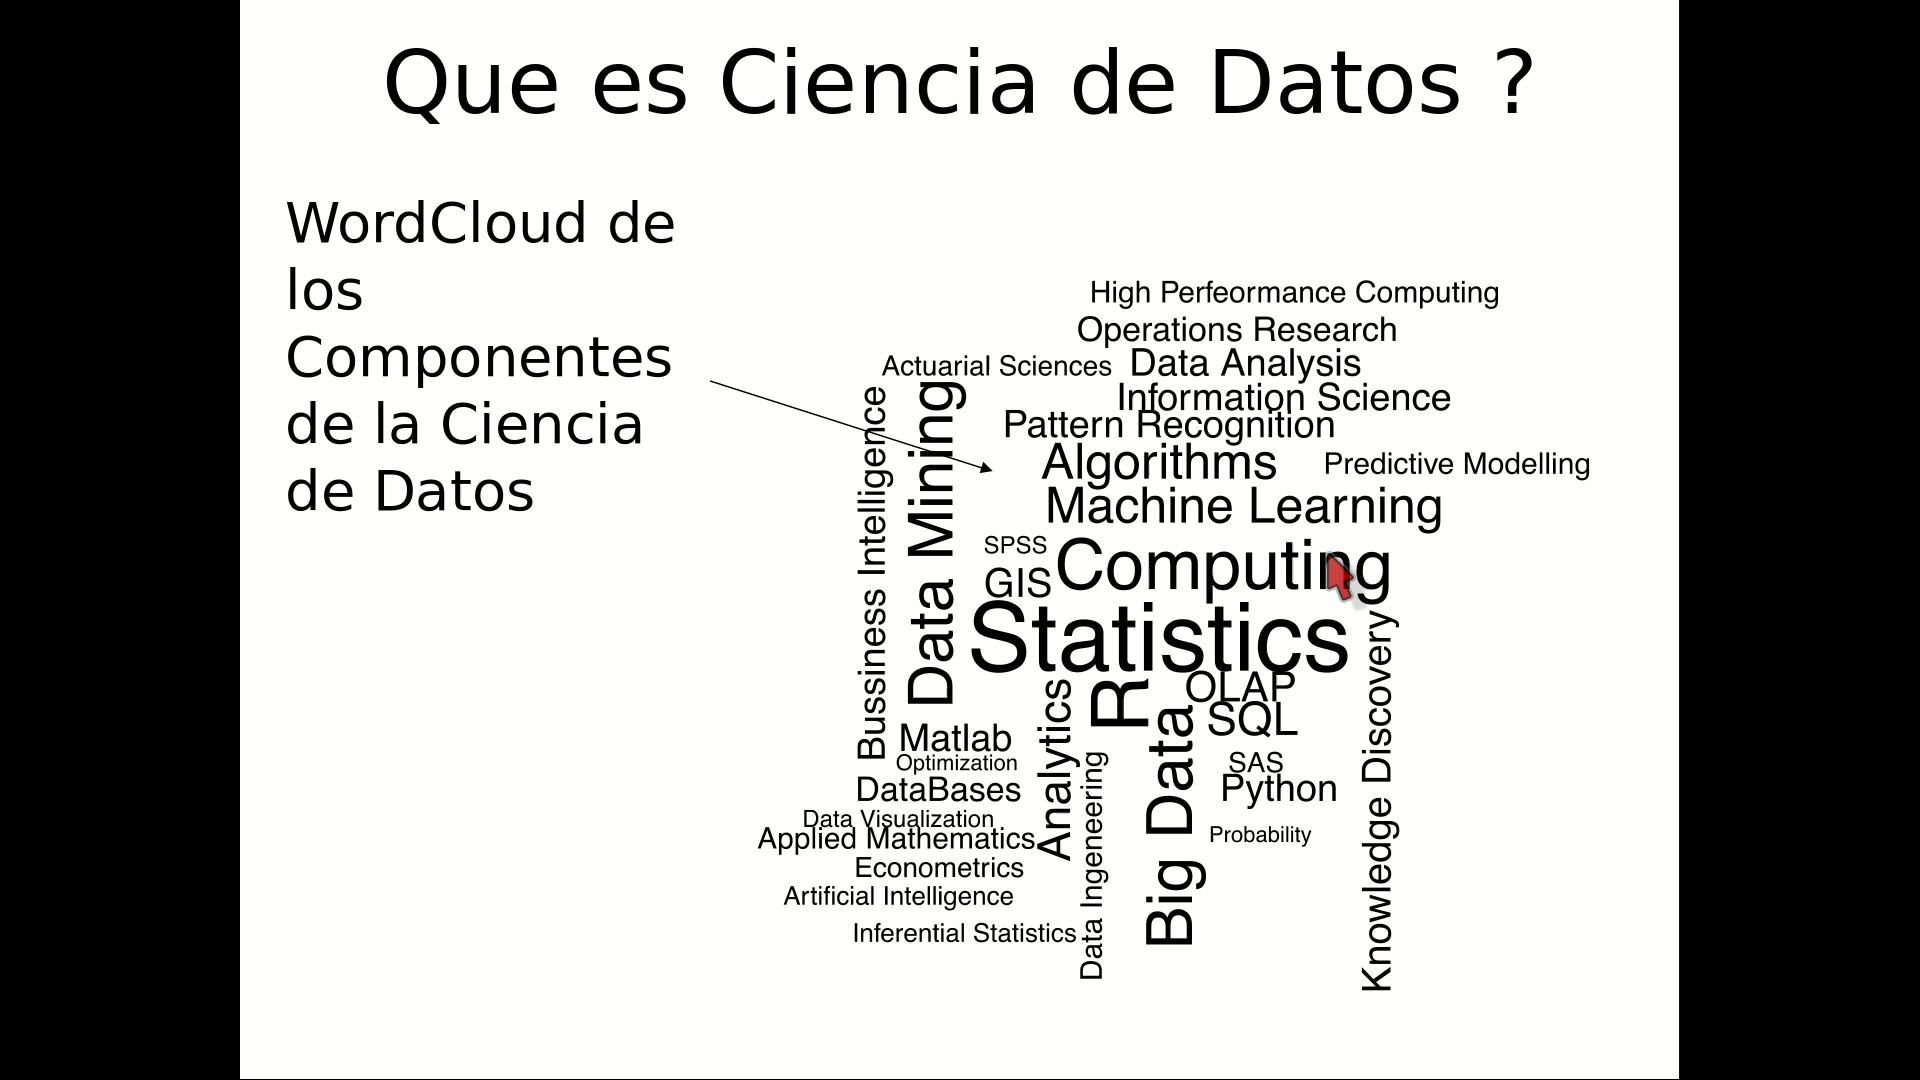 Que es Ciencia de Datos ?
WordCloud de
los
Componentes
de la Ciencia
de Datos
High Perfeormance Computing
Operations Research
Actuarial Sciences
Data Analysis
Information Science
Pattern Recognition
Algorithms
Predictive Modelling
Machine Learning
Bussiness Intelligence
Data Mining
SPSS
Computing
GIS
Statistics
OLAP
R
SQL
Matlab
Optimization
Analytics
SAS
DataBases
Python
Data Visualization
Applied Mathematics
Probability
Econometrics
Artificial Intelligence
Inferential Statistics
Data Ingeneering
Big Data
Knowledge Discovery